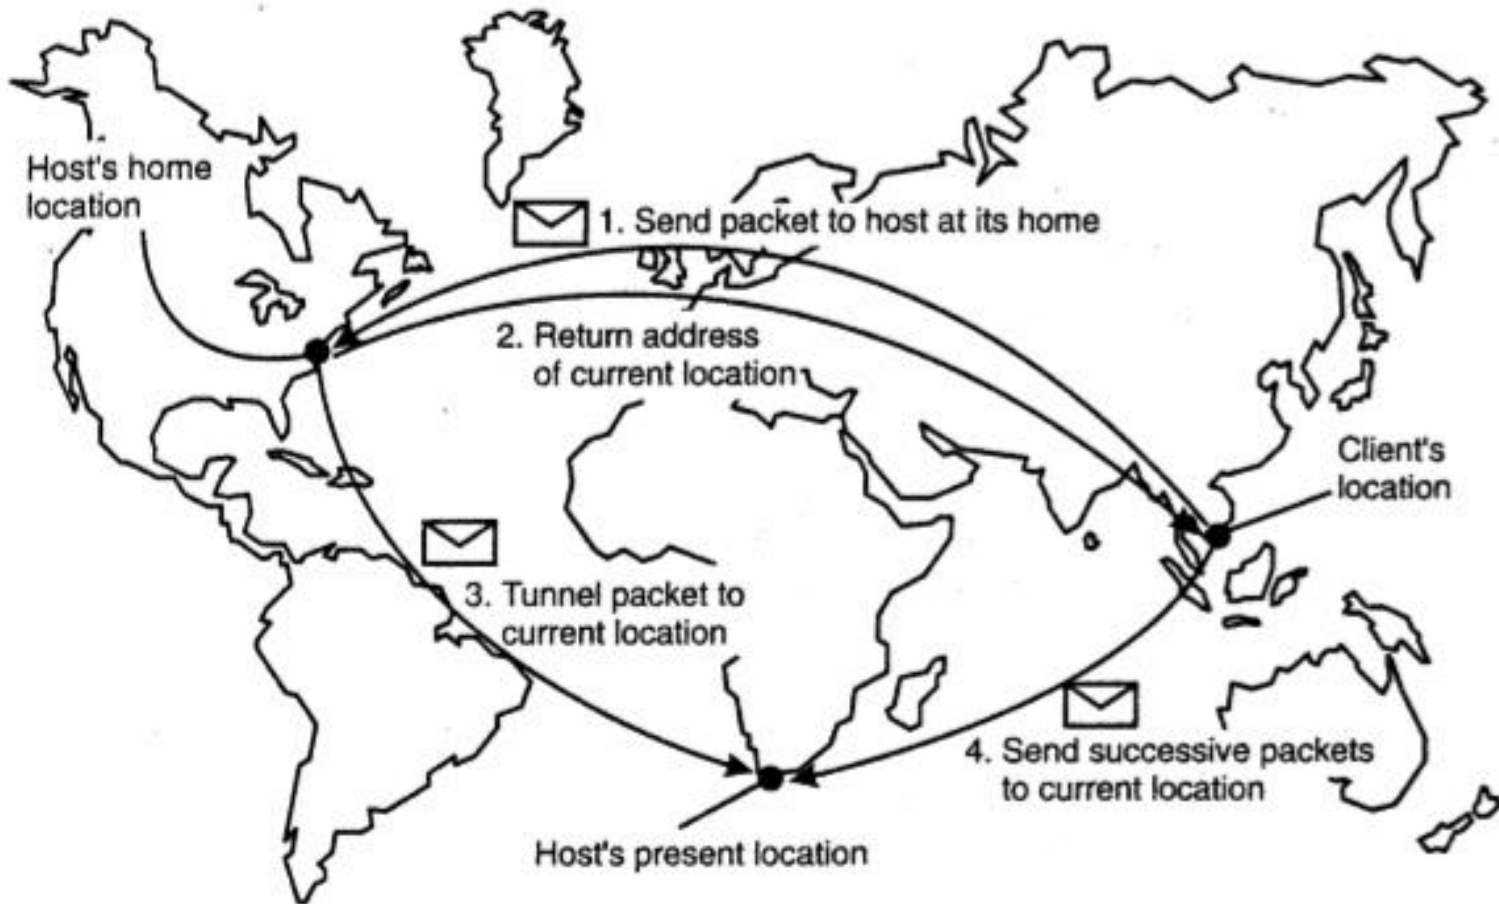 Host's home
location
1. Send packet to host at its home
2. Return address
of current location
Client's
location
3. Tunnel packet to
current location
4. Send successive packets
to current location
Host's present location